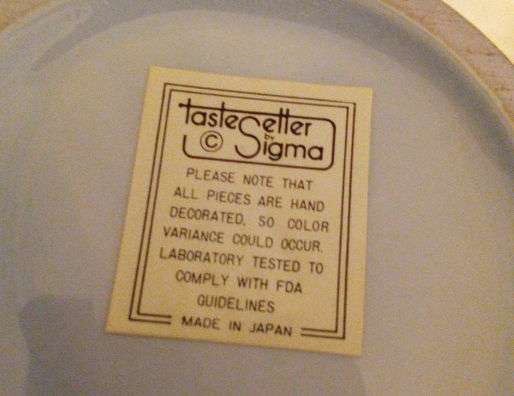 tasteSetter
© by Sigma
PLEASE NOTE THAT
ALL PIECES ARE HAND
DECORATED, SO COLOR
VARIANCE COULD OCCUR.
LABORATORY TESTED TO
COMPLY WITH FDA
GUIDELINES
MADE IN JAPAN